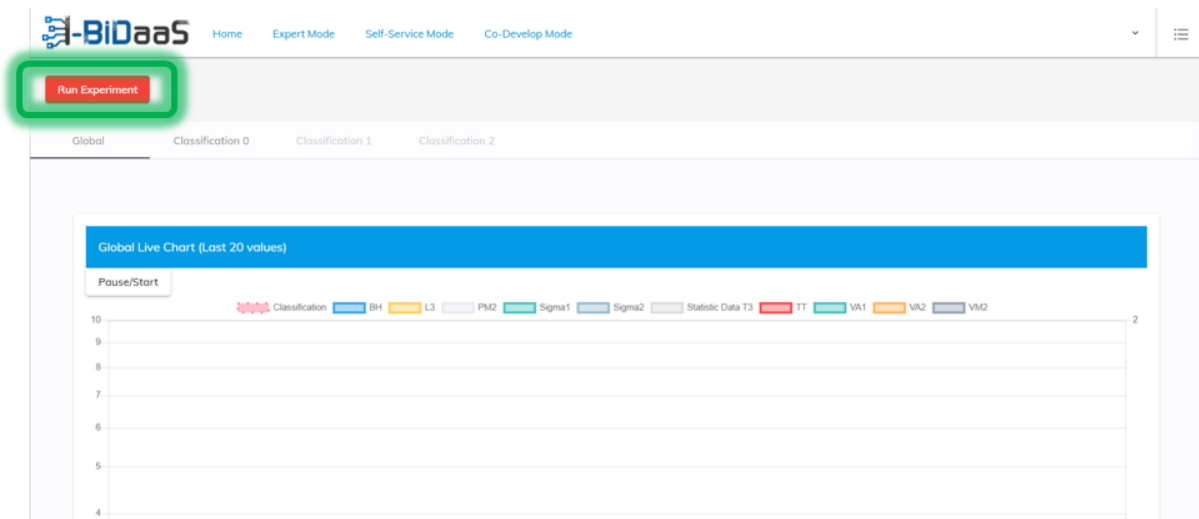 I-BiDaaS Home Expert Mode Self-Service Mode Co-Develop Mode
Run Experiment
Global Classification 0 Classification 1 Classification 2
Global Live Chart (Last 20 values)
Pause/Start
Classification BH L3 PM2 Sigma1 Sigma2 Statistic Data T3 TT VA1 VA2 VM2
10 2
9
8
7
6
5
4